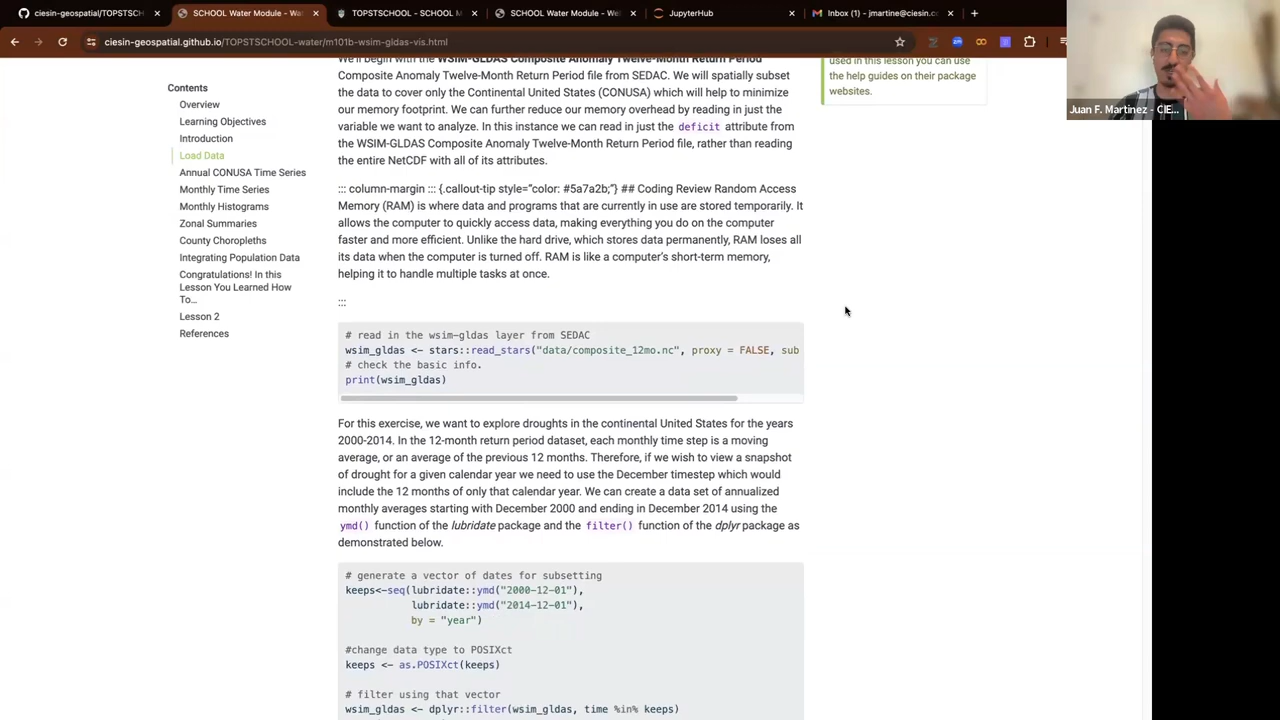 ciesin-geospatial/TOPSTSCHO
SCHOOL Water Module - Wat
TOPSTSCHOOL - SCHOOL M
SCHOOL Water Module - Wel
JupyterHub
Inbox (1) - jmartine@ciesin.c
ciesin-geospatial.github.io/TOPSTSCHOOL-water/m101b-wsim-gldas-vis.html
Juan F. Martinez - CIE...
Contents
Overview
Learning Objectives
Introduction
Load Data
Annual CONUSA Time Series
Monthly Time Series
Monthly Histograms
Zonal Summaries
County Choropleths
Integrating Population Data
Congratulations! In this
Lesson You Learned How
To...
Lesson 2
References
We'll begin with the WSIM-GLDAS Composite Anomaly Twelve-Month Return Period
Composite Anomaly Twelve-Month Return Period file from SEDAC. We will spatially subset
the data to cover only the Continental United States (CONUSA) which will help to minimize
our memory footprint. We can further reduce our memory overhead by reading in just the
variable we want to analyze. In this instance we can read in just the deficit attribute from
the WSIM-GLDAS Composite Anomaly Twelve-Month Return Period file, rather than reading
the entire NetCDF with all of its attributes.
::: column-margin ::: {.callout-tip style="color: #5a7a2b;"} ## Coding Review Random Access
Memory (RAM) is where data and programs that are currently in use are stored temporarily. It
allows the computer to quickly access data, making everything you do on the computer
faster and more efficient. Unlike the hard drive, which stores data permanently, RAM loses all
its data when the computer is turned off. RAM is like a computer's short-term memory,
helping it to handle multiple tasks at once.
:::
# read in the wsim-gldas layer from SEDAC
wsim_gldas <- stars::read_stars("data/composite_12mo.nc", proxy = FALSE, sub
# check the basic info.
print(wsim_gldas)
For this exercise, we want to explore droughts in the continental United States for the years
2000-2014. In the 12-month return period dataset, each monthly time step is a moving
average, or an average of the previous 12 months. Therefore, if we wish to view a snapshot
of drought for a given calendar year we need to use the December timestep which would
include the 12 months of only that calendar year. We can create a data set of annualized
monthly averages starting with December 2000 and ending in December 2014 using the
ymd() function of the lubridate package and the filter() function of the dplyr package as
demonstrated below.
# generate a vector of dates for subsetting
keeps<-seq(lubridate::ymd("2000-12-01"),
lubridate::ymd("2014-12-01"),
by = "year")
#change data type to POSIXct
keeps <- as.POSIXct(keeps)
# filter using that vector
wsim_gldas <- dplyr::filter(wsim_gldas, time %in% keeps)
used in this lesson you can use
the help guides on their package
websites.